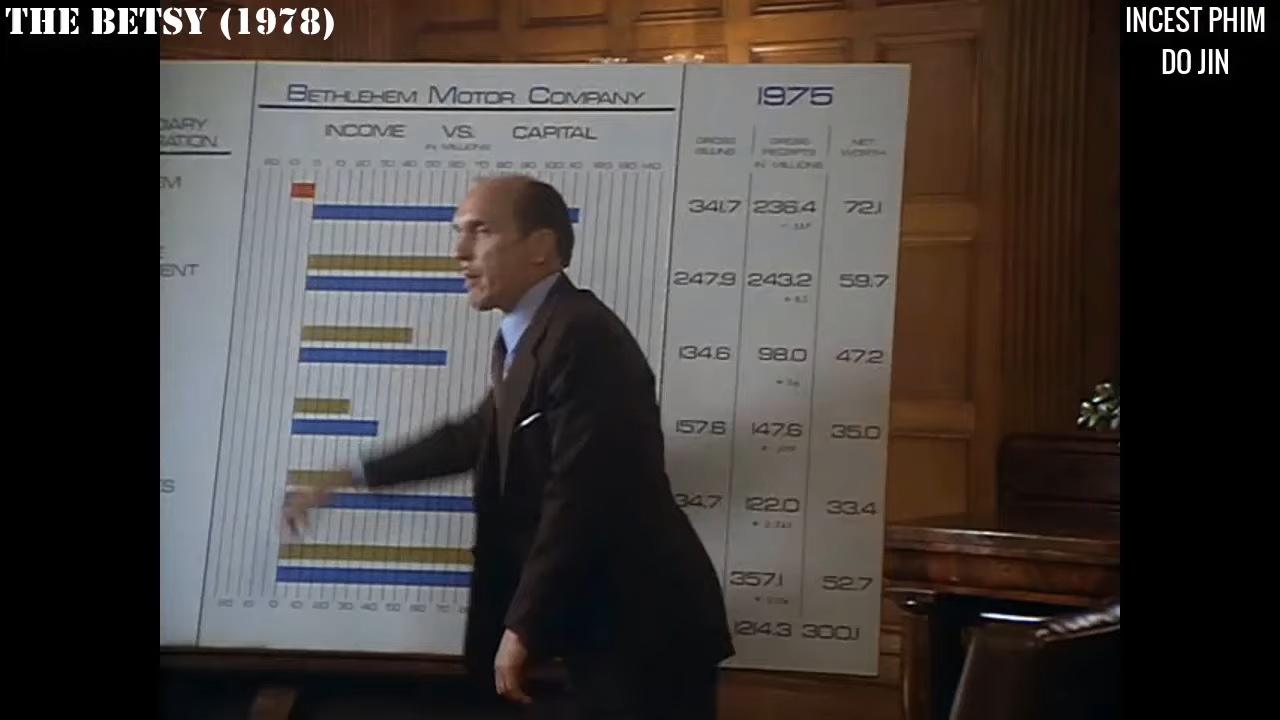 THE BETSY (1978)
INCEST PHIM
DO JIN
BETHLEHEM MOTOR COMPANY
1975
INCOME VS. CAPITAL
IN MILLIONS
GROSS
RECEIPTS
IN MILLIONS
NET
WORTH
341.7 236.4 72.1
ENT
247.9 243.2 59.7
134.6 98.0 47.2
157.6 147.6 35.0
34.7 122.0 33.4
357.1 52.7
1214.3 300.1